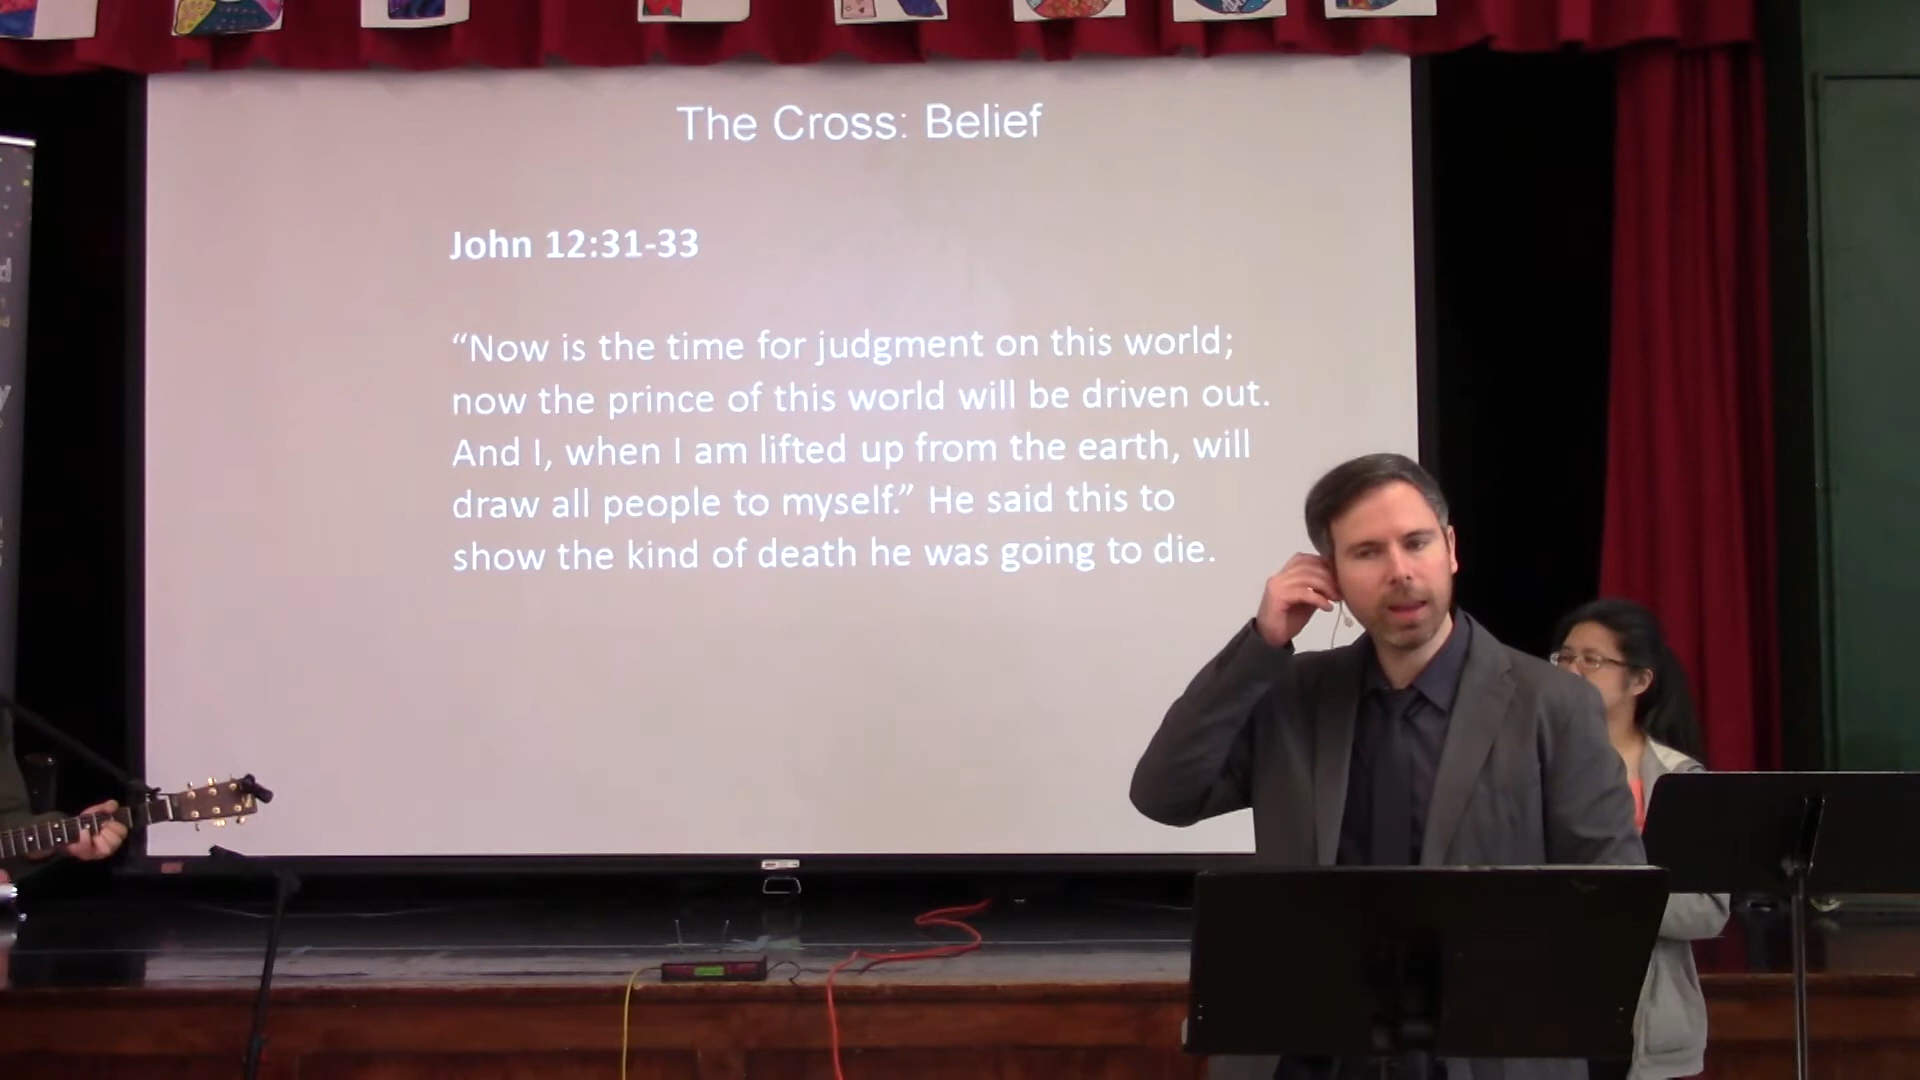 The Cross: Belief
John 12:31-33
“Now is the time for judgment on this world;
now the prince of this world will be driven out.
And I, when I am lifted up from the earth, will
draw all people to myself.” He said this to
show the kind of death he was going to die.